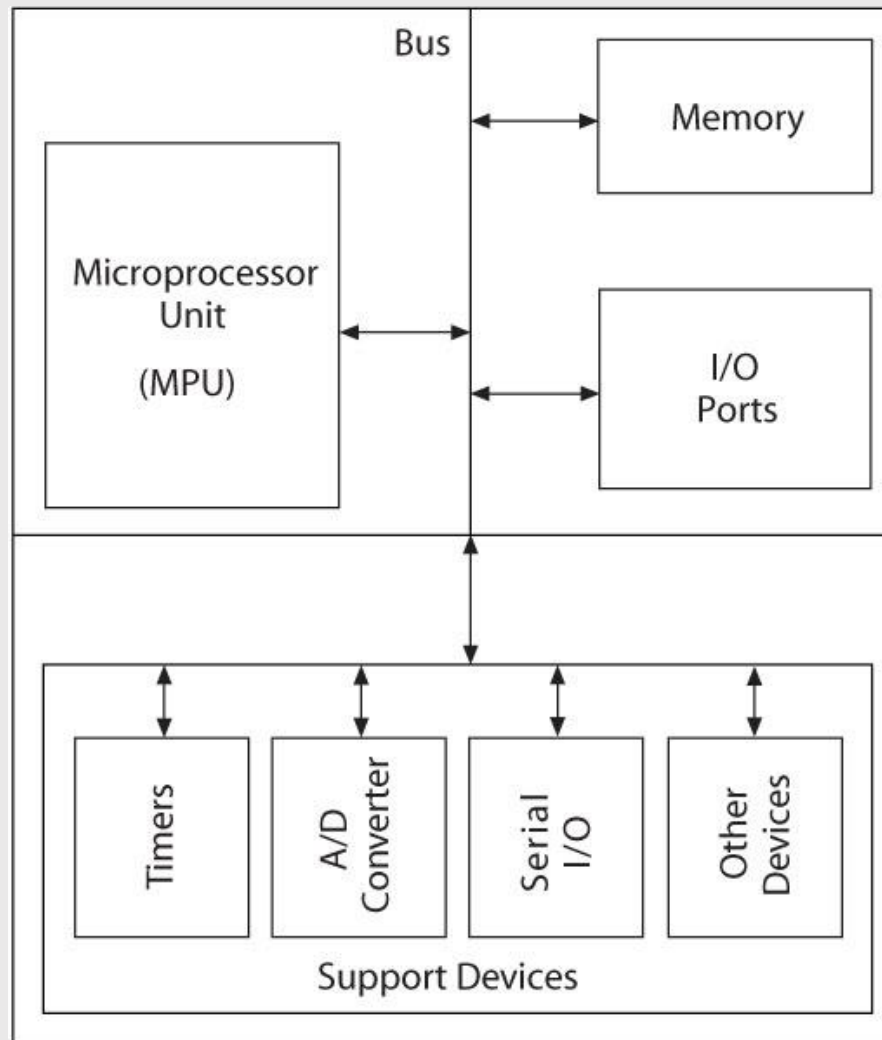 Bus
Memory
Microprocessor
Unit
(MPU)
I/O
Ports
Timers
A/D
Converter
Serial
I/O
Other
Devices
Support Devices